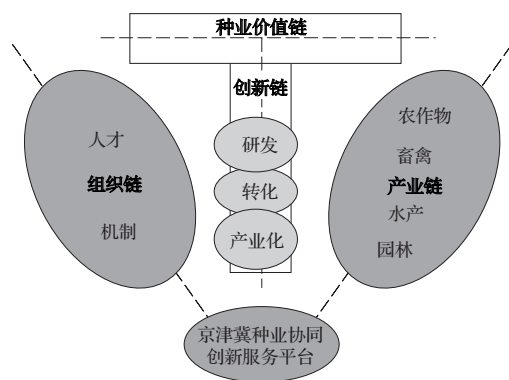 种业价值链
创新链
研发
转化
产业化
人才
组织链
机制
农作物
畜禽
产业链
水产
园林
京津冀种业协同
创新服务平台